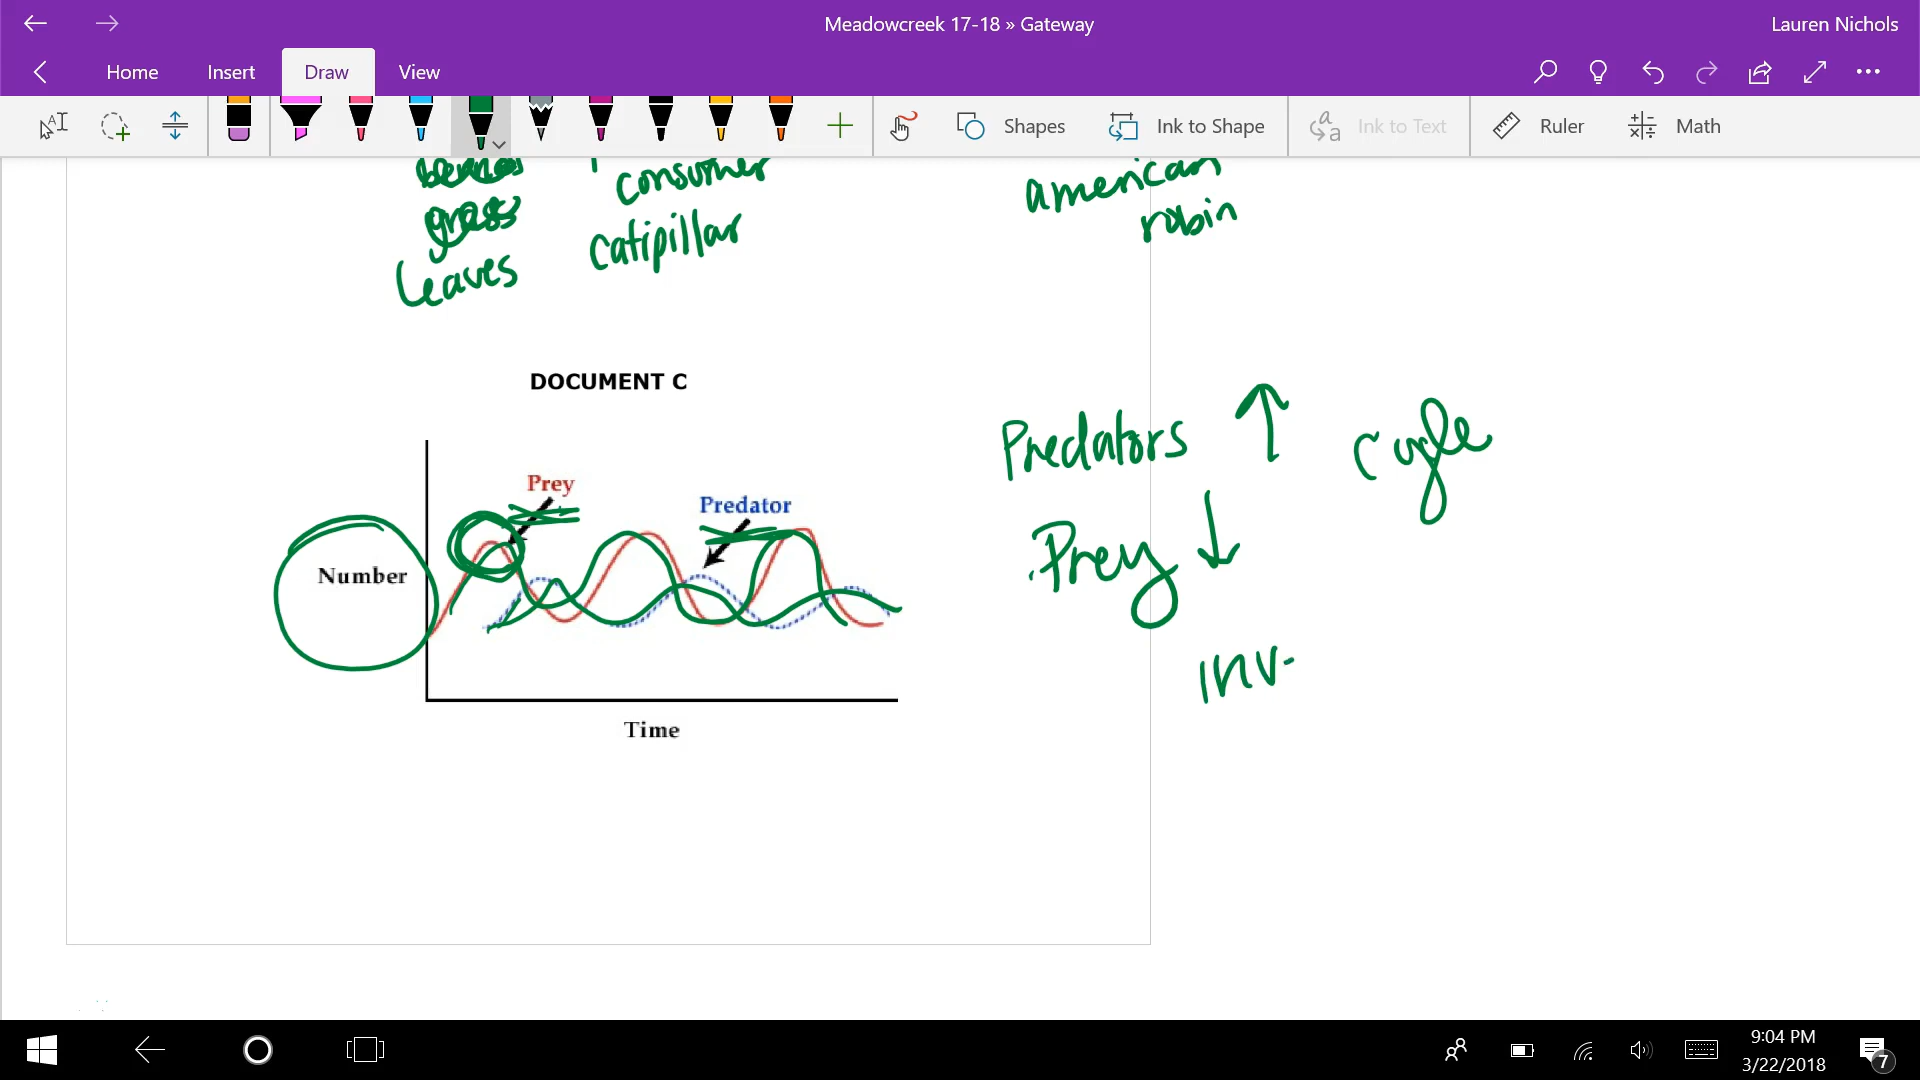 Meadowcreek 17-18 » Gateway
Lauren Nichols
Home Insert Draw View
Shapes Ink to Shape Ink to Text Ruler Math
consumer
american
grass
robin
catipillar
Leaves
DOCUMENT C
Predators ↑ cycle
Prey
Predator
Prey ↓
Number
inv-
Time
9:04 PM
3/22/2018
7